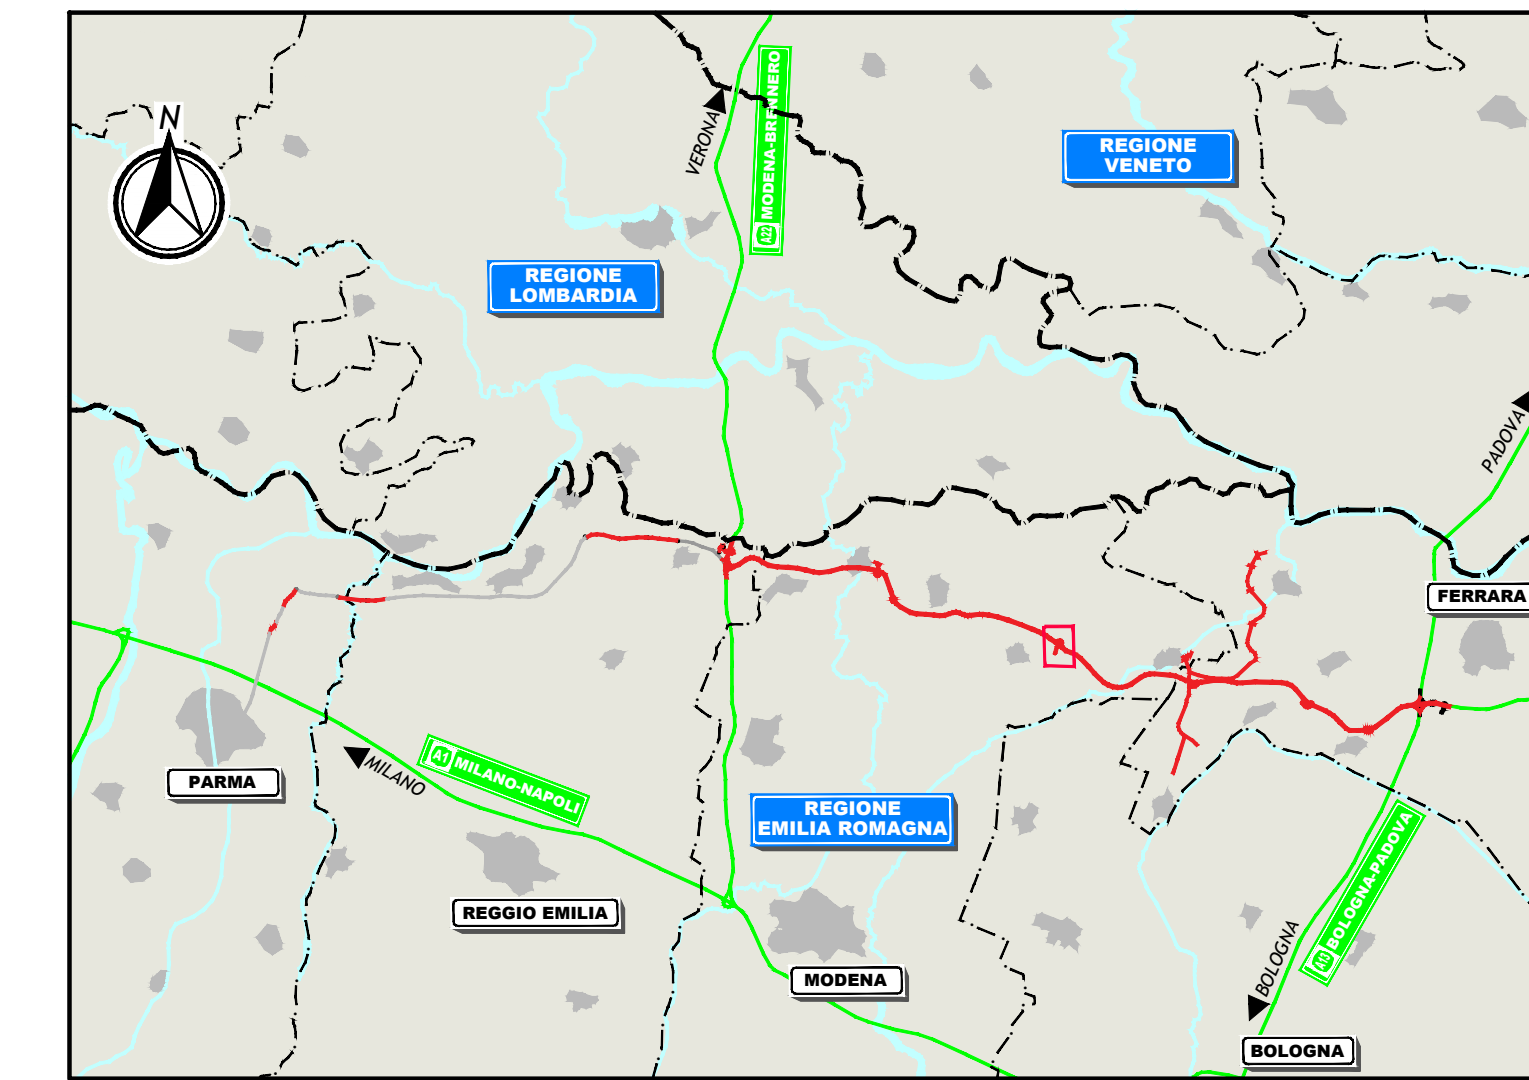 N
VERONA
A22 MODENA-BRENNERO
REGIONE
VENETO
REGIONE
LOMBARDIA
PADOVA
FERRARA
PARMA
MILANO
A1 MILANO-NAPOLI
REGIONE
EMILIA ROMAGNA
A13 BOLOGNA-PADOVA
REGGIO EMILIA
BOLOGNA
MODENA
BOLOGNA